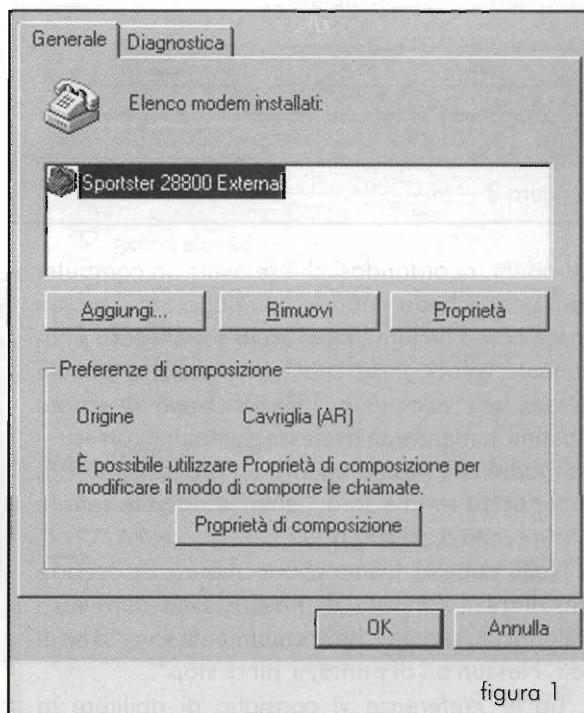 Generale
Diagnostica
Elenco modem installati:
Sportster 28800 External
Aggiungi...
Rimuovi
Proprietà
Preferenze di composizione
Origine
Cavriglia (AR)
È possibile utilizzare Proprietà di composizione per
modificare il modo di comporre le chiamate.
Proprietà di composizione
OK
Annulla
figura 1